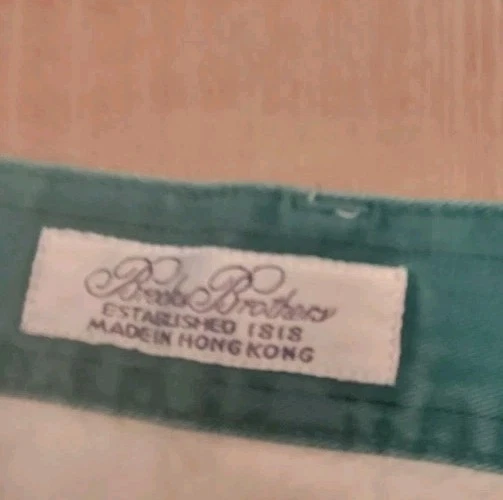 Brooks Brothers
ESTABLISHED 1818
MADE IN HONG KONG